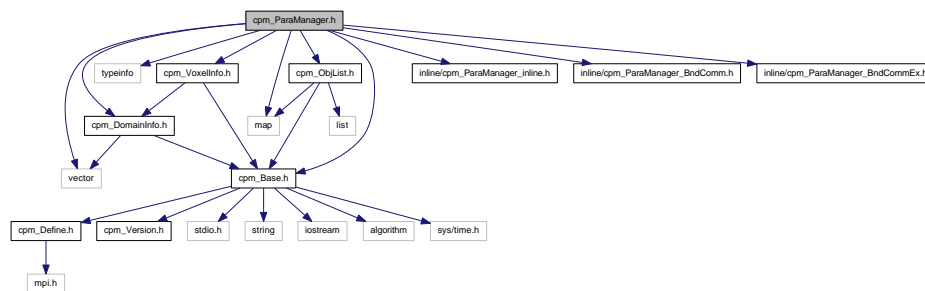 cpm_ParaManager.h
typeinfo
cpm_VoxelInfo.h
cpm_ObjList.h
inline/cpm_ParaManager_inline.h
inline/cpm_ParaManager_BndComm.h
inline/cpm_ParaManager_BndCommEx.h
cpm_DomainInfo.h
map
list
vector
cpm_Base.h
cpm_Define.h
cpm_Version.h
stdio.h
string
iostream
algorithm
sys/time.h
mpi.h